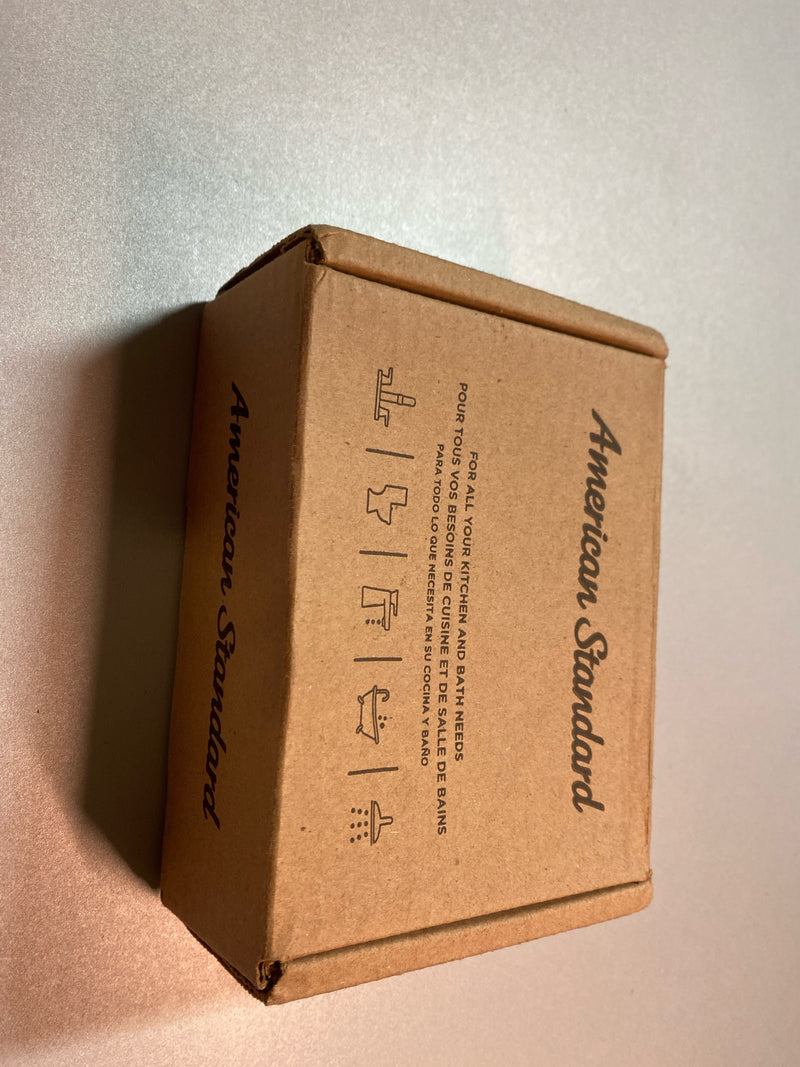 American Standard
FOR ALL YOUR KITCHEN AND BATH NEEDS
POUR TOUS VOS BESOINS DE CUISINE ET DE SALLE DE BAINS
PARA TODO LO QUE NECESITA EN SU COCINA Y BAÑO
American Standard